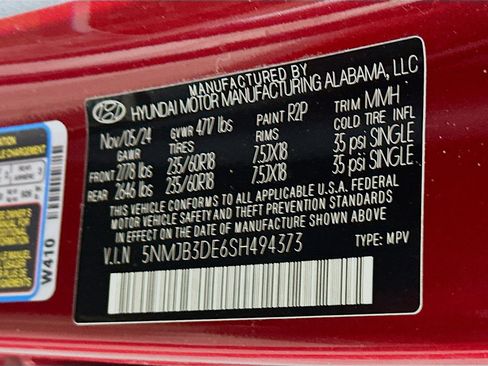 MANUFACTURED BY
HYUNDAI MOTOR MANUFACTURING ALABAMA, LLC
Nov/05/24 GVWR 4717 lbs PAINT R2P TRIM MMH
GAWR TIRES RIMS COLD TIRE INFL
FRONT 2778 lbs 235/60R18 7.5JX18 35 psi SINGLE
REAR 2646 lbs 235/60R18 7.5JX18 35 psi SINGLE
THIS VEHICLE CONFORMS TO ALL APPLICABLE U.S.A. FEDERAL
MOTOR VEHICLE SAFETY AND THEFT PREVENTION STANDARDS
IN EFFECT ON THE DATE OF MANUFACTURE SHOWN ABOVE.
V.I.N 5NMJB3DE6SH494373 TYPE: MPV
W410